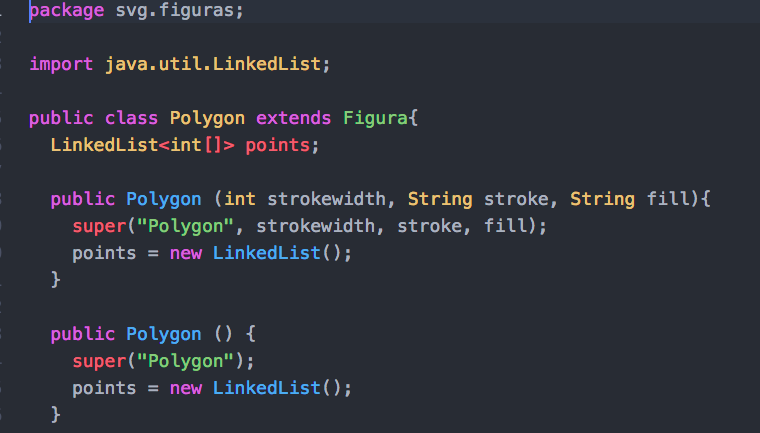 package svg.figuras;
import java.util.LinkedList;
public class Polygon extends Figura{
LinkedList<int[]> points;
public Polygon (int strokewidth, String stroke, String fill){
super("Polygon", strokewidth, stroke, fill);
points = new LinkedList();
}
public Polygon () {
super("Polygon");
points = new LinkedList();
}